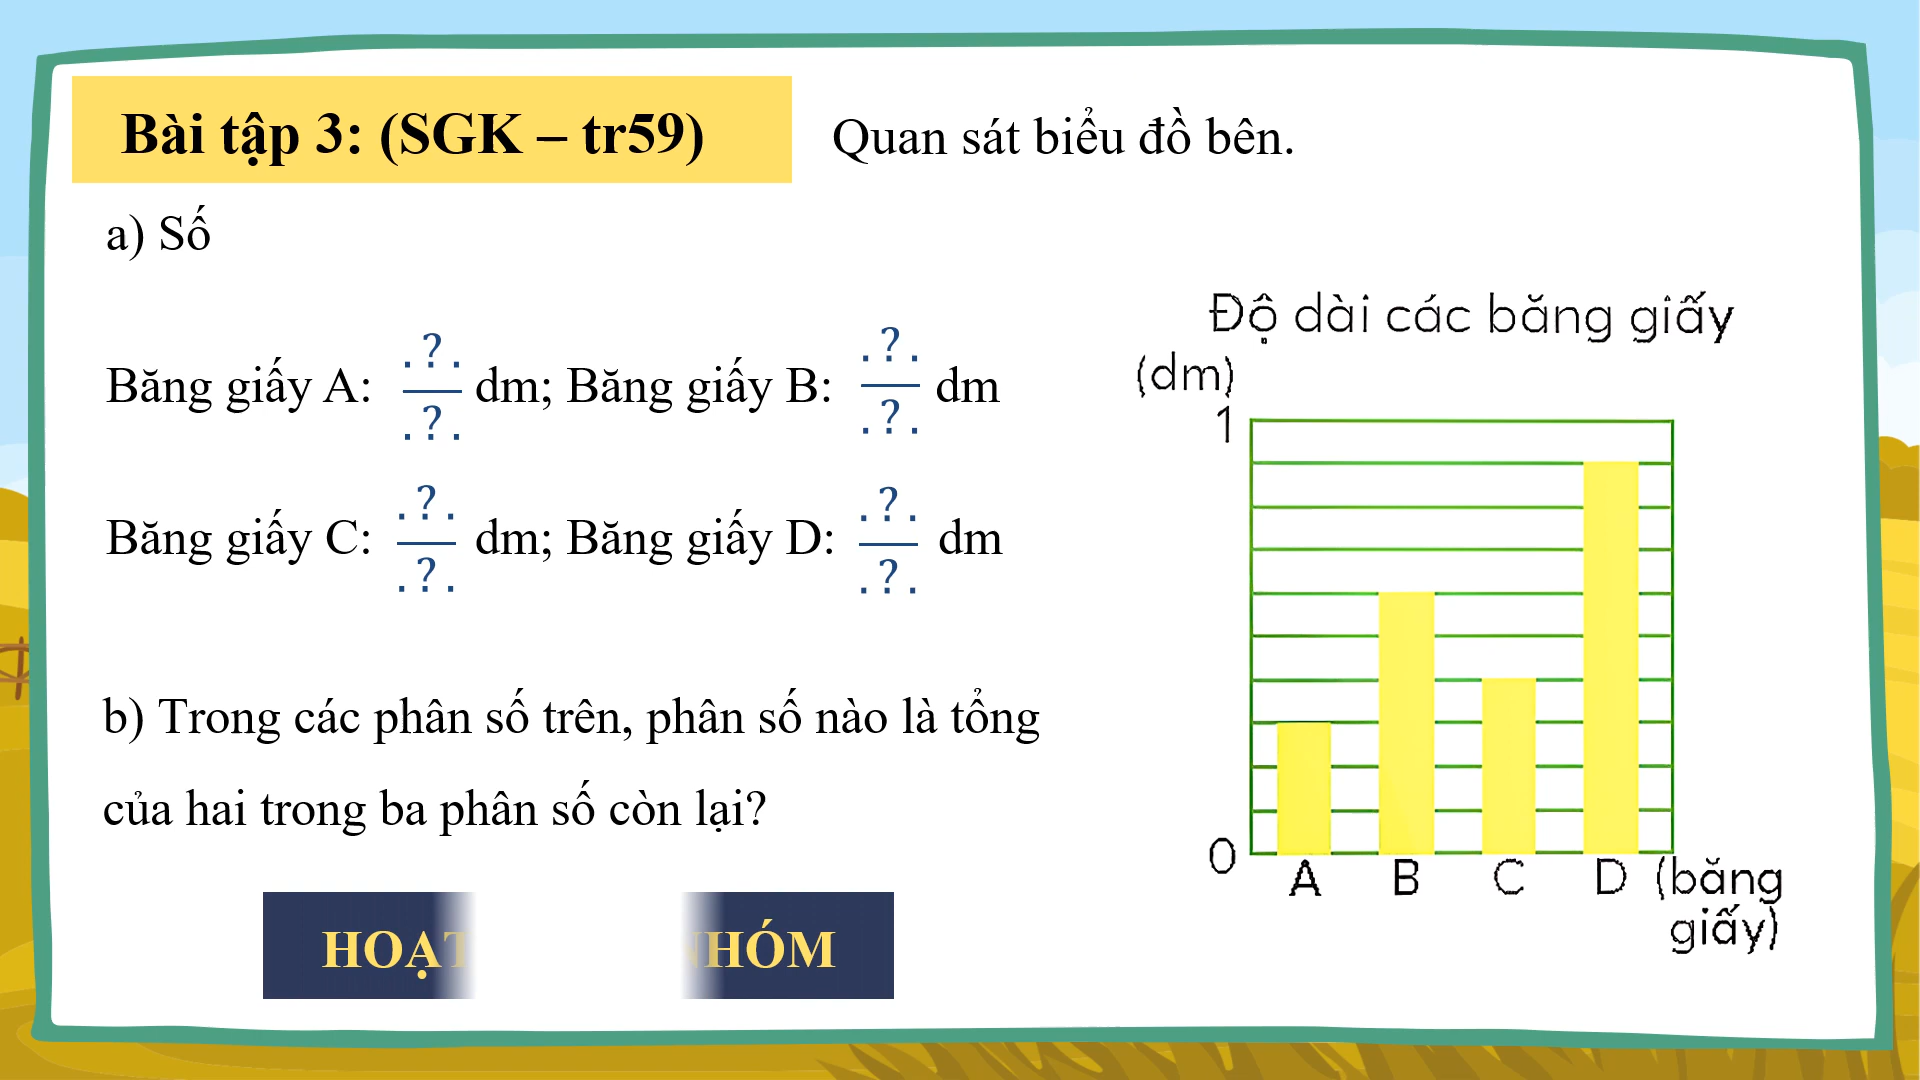 Bài tập 3: (SGK – tr59)
Quan sát biểu đồ bên.
a) Số
Băng giấy A: .?./.?. dm; Băng giấy B: .?./.?. dm
Băng giấy C: .?./.?. dm; Băng giấy D: .?./.?. dm
b) Trong các phân số trên, phân số nào là tổng
của hai trong ba phân số còn lại?
Độ dài các băng giấy
(dm)
1
0
A B C D (băng
giấy)